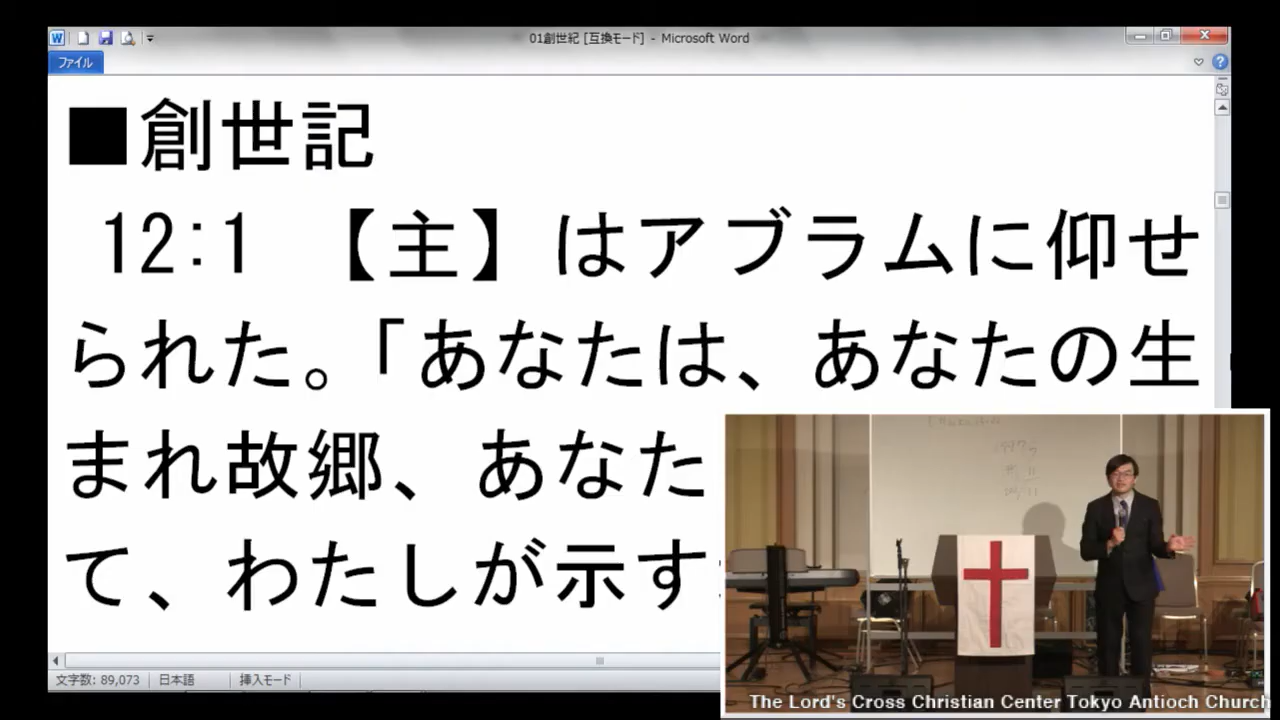 01創世紀 [互換モード] - Microsoft Word
ファイル
■創世記
12:1 【主】はアブラムに仰せ
られた。「あなたは、あなたの生
まれ故郷、あなた
て、わたしが示す
文字数: 89,073 日本語 挿入モード
The Lord's Cross Christian Center Tokyo Antioch Church